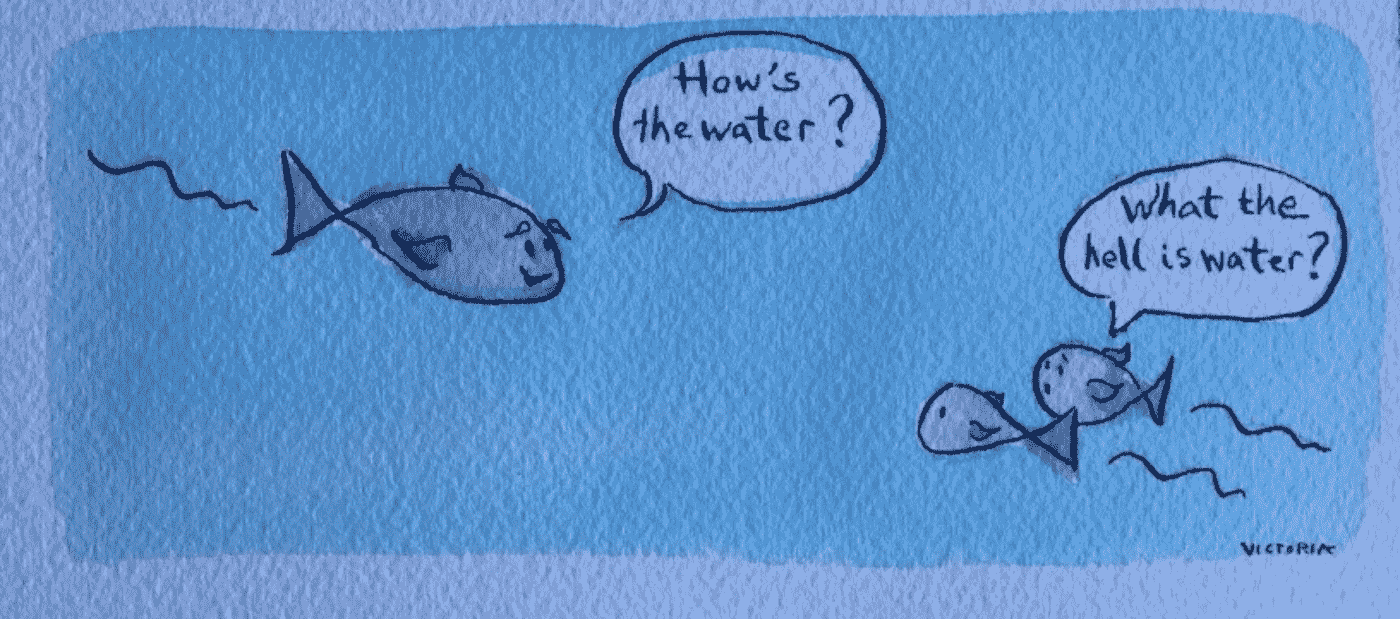 How's
the water?
What the
hell is water?
VICTORIA